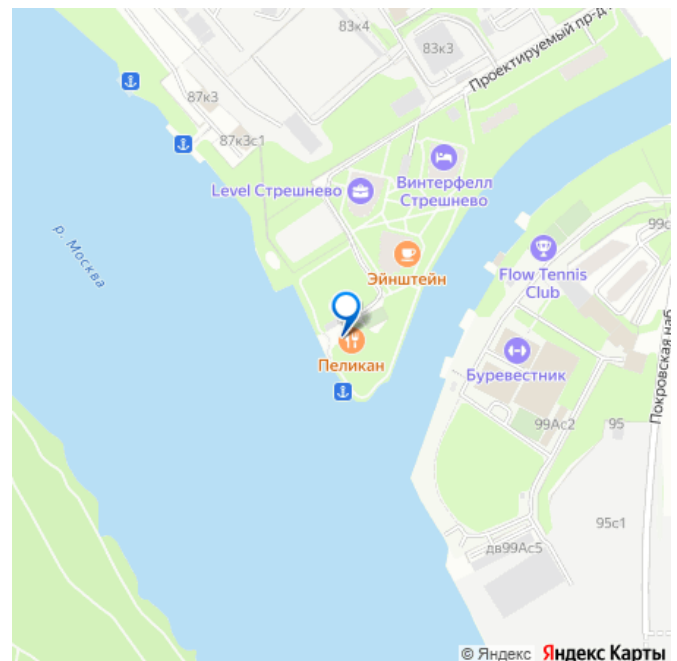 83к4
83к3
Проектируемый пр-д
87к3
87к3с1
Level Стрешнево
Винтерфелл
Стрешнево
99с
р. Москва
Эйнштейн
Flow Tennis
Club
Пеликан
Буревестник
Покровская наб.
99Ас2
95
95с1
дв99Ас5
© Яндекс Яндекс Карты